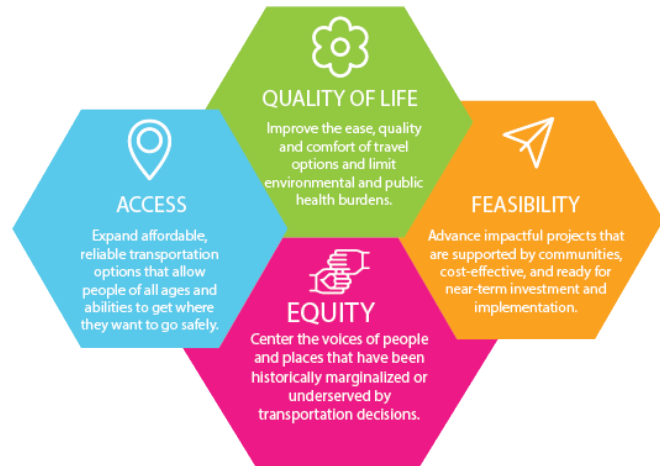 QUALITY OF LIFE
Improve the ease, quality
and comfort of travel
options and limit
environmental and public
health burdens.
ACCESS
Expand affordable,
reliable transportation
options that allow
people of all ages and
abilities to get where
they want to go safely.
FEASIBILITY
Advance impactful projects that
are supported by communities,
cost-effective, and ready for
near-term investment and
implementation.
EQUITY
Center the voices of people
and places that have been
historically marginalized or
underserved by
transportation decisions.